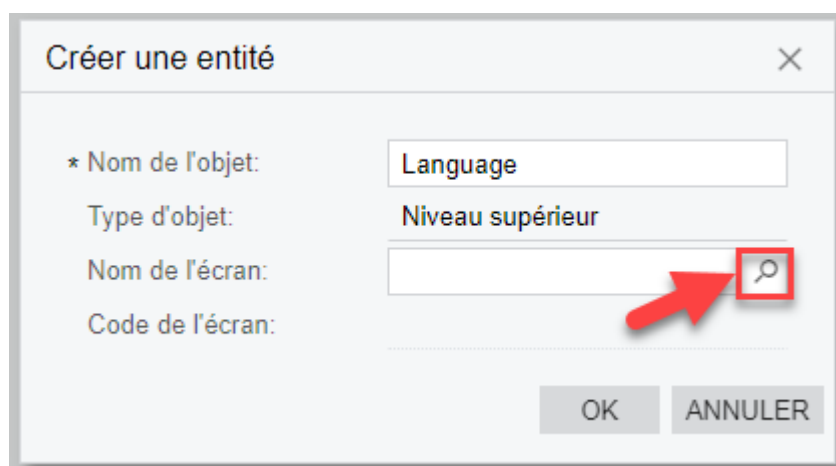 Créer une entité
* Nom de l'objet: Language
Type d'objet: Niveau supérieur
Nom de l'écran:
Code de l'écran:
OK ANNULER